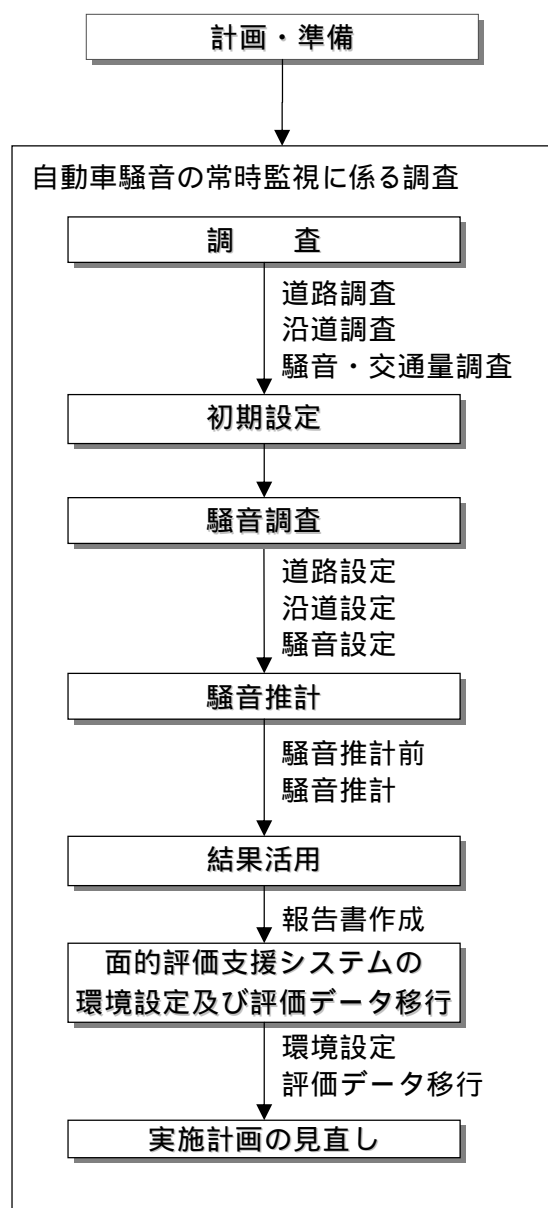 計画・準備
自動車騒音の常時監視に係る調査
調　　査
道路調査
沿道調査
騒音・交通量調査
初期設定
騒音調査
道路設定
沿道設定
騒音設定
騒音推計
騒音推計前
騒音推計
結果活用
報告書作成
面的評価支援システムの
環境設定及び評価データ移行
環境設定
評価データ移行
実施計画の見直し